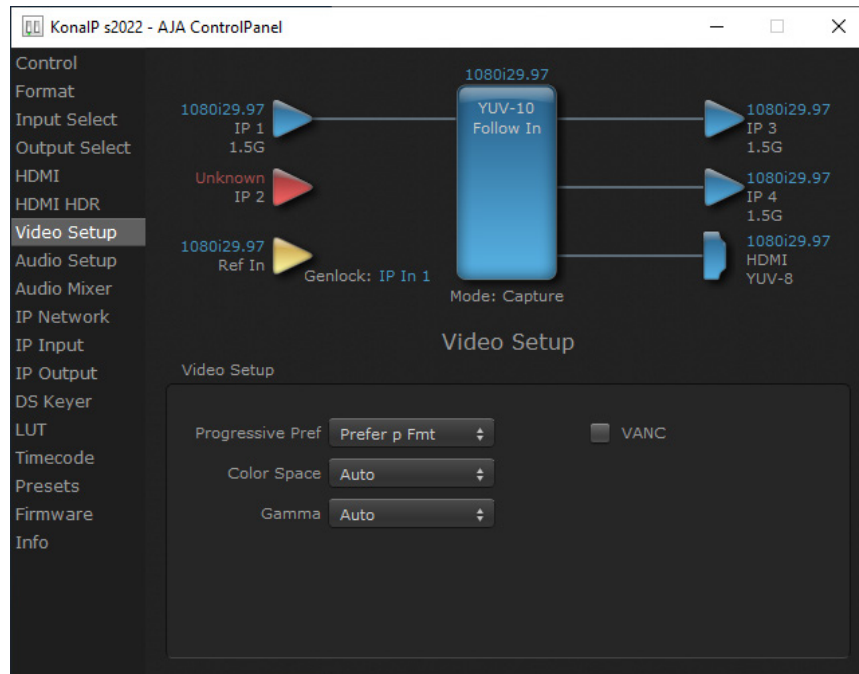 KonaIP s2022 - AJA ControlPanel
Control
Format
Input Select
Output Select
HDMI
HDMI HDR
Video Setup
Audio Setup
Audio Mixer
IP Network
IP Input
IP Output
DS Keyer
LUT
Timecode
Presets
Firmware
Info
1080i29.97
IP 1
1.5G
Unknown
IP 2
1080i29.97
Ref In
Genlock: IP In 1
1080i29.97
YUV-10
Follow In
Mode: Capture
1080i29.97
IP 3
1.5G
1080i29.97
IP 4
1.5G
1080i29.97
HDMI
YUV-8
Video Setup
Video Setup
Progressive Pref Prefer p Fmt
VANC
Color Space Auto
Gamma Auto